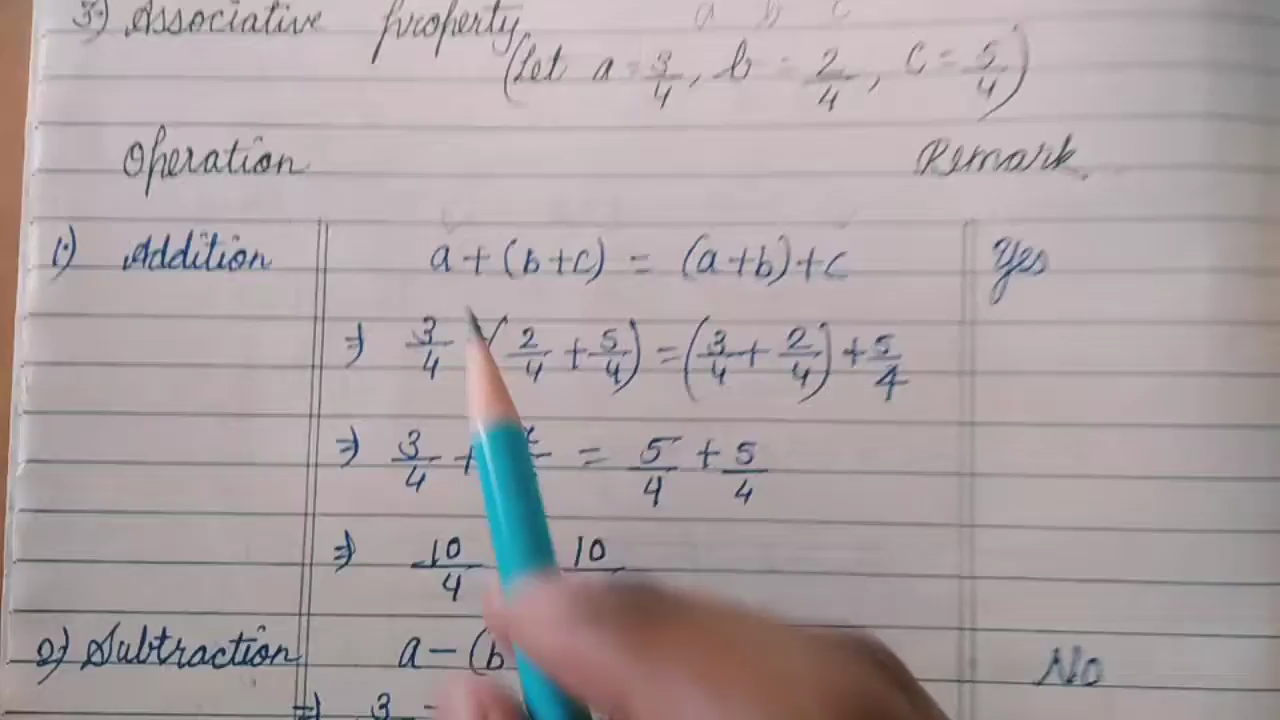 3.) Associative property
a b c
(Let a = 3/4, b = 2/4, c = 5/4)
Operation Remark
1.) Addition a + (b + c) = (a + b) + c Yes
⇒ 3/4 ( 2/4 + 5/4 ) = ( 3/4 + 2/4 ) + 5/4
⇒ 3/4 + = 5/4 + 5/4
⇒ 10/4 10
2) Subtraction a - (b No
⇒ 3 -